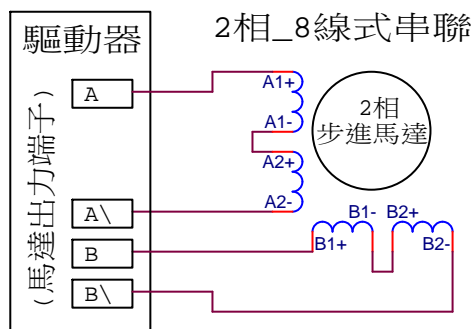 2相_8線式串聯
驅動器
(馬達出力端子)
A
A\
B
B\
A1+
A1-
A2+
A2-
2相
步進馬達
B1- B2+
B1+ B2-